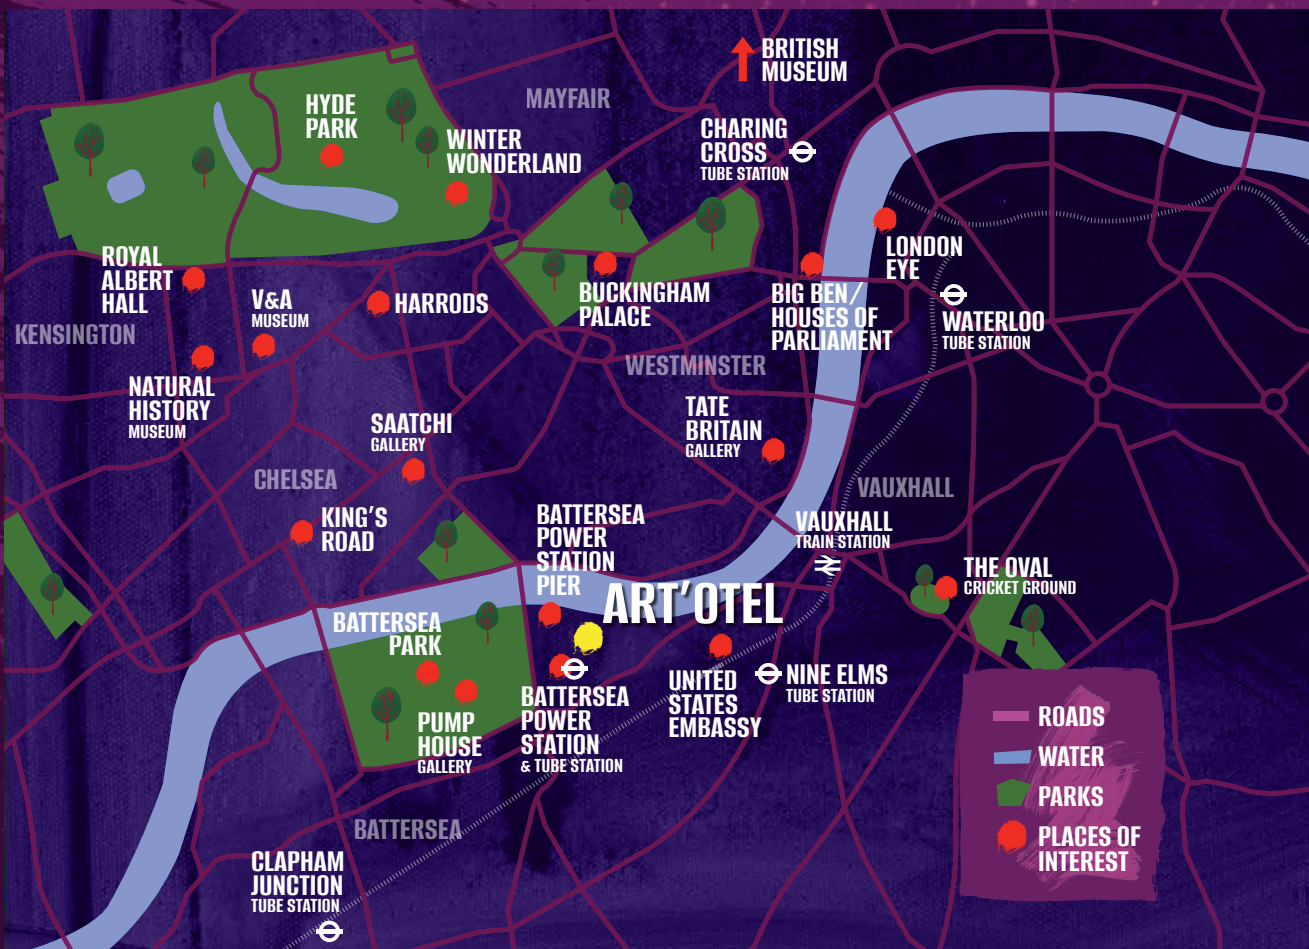 BRITISH
MUSEUM
MAYFAIR
HYDE
PARK
WINTER
WONDERLAND
CHARING
CROSS
TUBE STATION
ROYAL
ALBERT
HALL
V&A
MUSEUM
HARRODS
BUCKINGHAM
PALACE
BIG BEN/
HOUSES OF
PARLIAMENT
LONDON
EYE
WATERLOO
TUBE STATION
KENSINGTON
WESTMINSTER
NATURAL
HISTORY
MUSEUM
SAATCHI
GALLERY
TATE
BRITAIN
GALLERY
CHELSEA
VAUXHALL
KING'S
ROAD
BATTERSEA
POWER
STATION
PIER
VAUXHALL
TRAIN STATION
ART'OTEL
THE OVAL
CRICKET GROUND
BATTERSEA
PARK
PUMP
HOUSE
GALLERY
BATTERSEA
POWER
STATION
& TUBE STATION
UNITED
STATES
EMBASSY
NINE ELMS
TUBE STATION
BATTERSEA
CLAPHAM
JUNCTION
TUBE STATION
ROADS
WATER
PARKS
PLACES OF
INTEREST